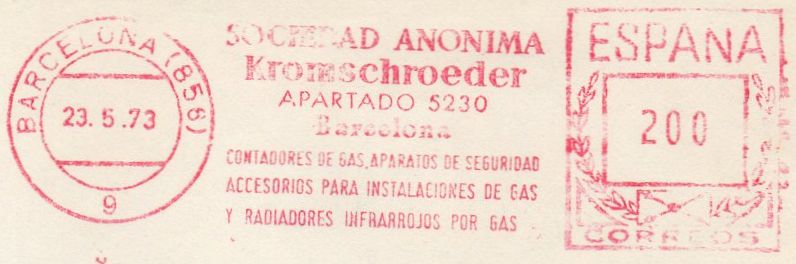 BARCELONA (856)
23.5.73
9
SOCIEDAD ANONIMA
Kromschroeder
APARTADO 5230
Barcelona
CONTADORES DE GAS, APARATOS DE SEGURIDAD
ACCESORIOS PARA INSTALACIONES DE GAS
Y RADIADORES INFRARROJOS POR GAS
ESPAÑA
200
CORREOS